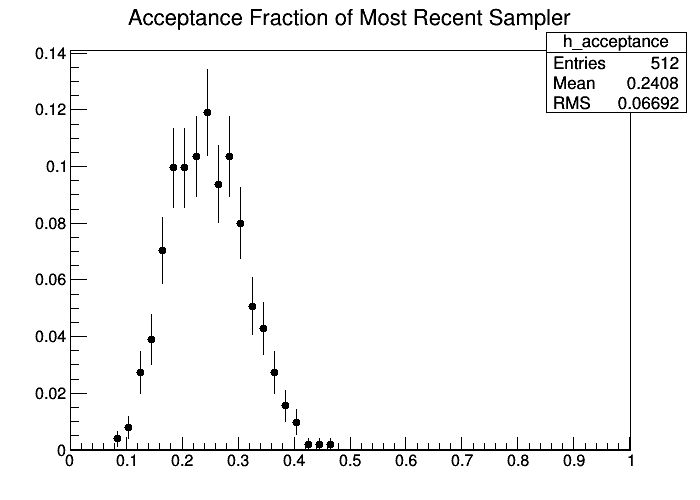 Acceptance Fraction of Most Recent Sampler
h_acceptance
Entries 512
Mean 0.2408
RMS 0.06692
0.14
0.12
0.1
0.08
0.06
0.04
0.02
0
0 0.1 0.2 0.3 0.4 0.5 0.6 0.7 0.8 0.9 1